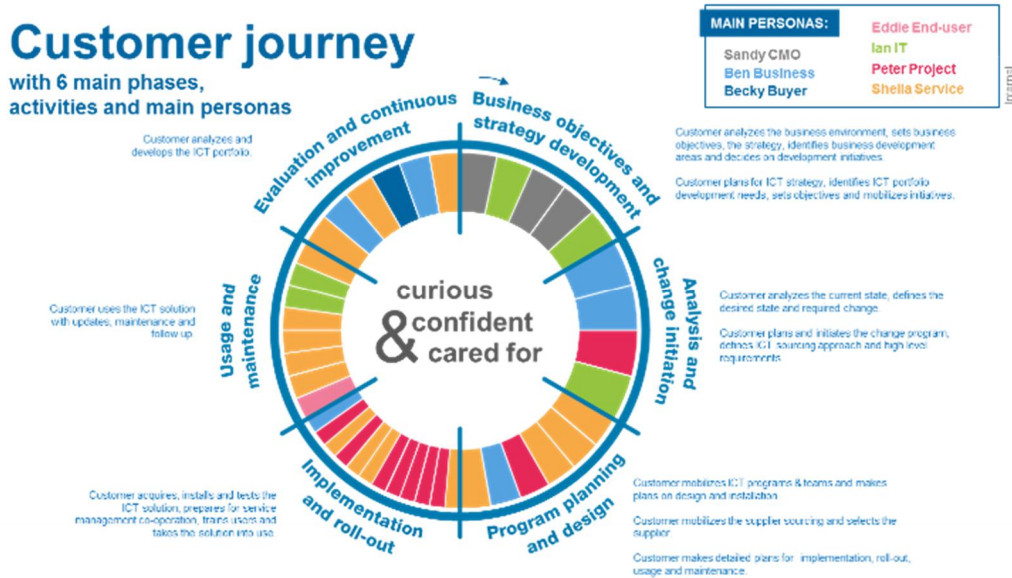 Customer journey
with 6 main phases,
activities and main personas
MAIN PERSONAS:
Sandy CMO
Ben Business
Becky Buyer
Eddie End-user
Ian IT
Peter Project
Sheila Service
Internal
Business objectives and
strategy development
Customer analyzes the business environment, sets business
objectives, the strategy, identifies business development
areas and decides on development initiatives.
Customer plans for ICT strategy, identifies ICT portfolio
development needs, sets objectives and mobilizes initiatives.
Analysis and
change initiation
Customer analyzes the current state, defines the
desired state and required change.
Customer plans and initiates the change program,
defines ICT sourcing approach and high level
requirements
Program planning
and design
Customer mobilizes ICT programs & teams and makes
plans on design and installation
Customer mobilizes the supplier sourcing and selects the
supplier
Customer makes detailed plans for implementation, roll-out,
usage and maintenance.
Implementation
and roll-out
Customer acquires, installs and tests the
ICT solution, prepares for service
management co-operation, trains users and
takes the solution into use.
Usage and
maintenance
Customer uses the ICT solution
with updates, maintenance and
follow up.
Evaluation and continuous
improvement
Customer analyzes and
develops the ICT portfolio.
curious
& confident
cared for